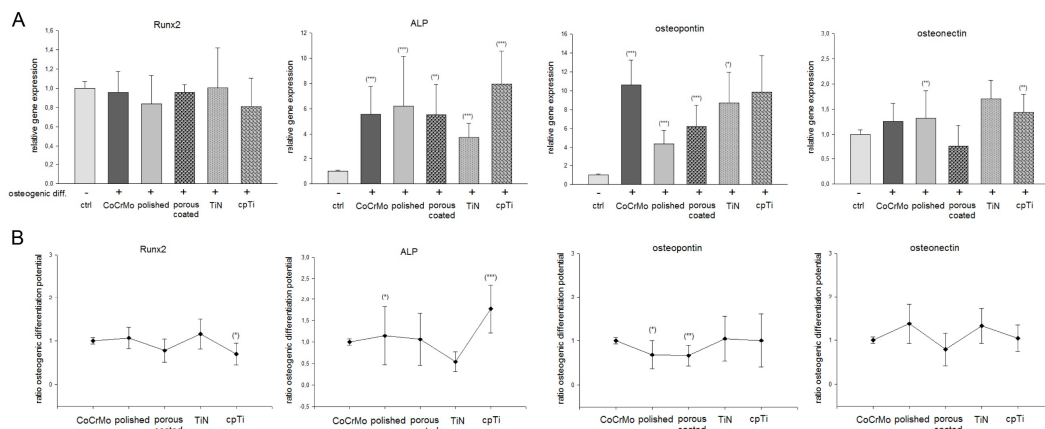 A
Runx2
relative gene expression
1,6
1,4
1,2
1,0
0,8
0,6
0,4
0,2
0,0
osteogenic diff.
- + + + + +
ctrl CoCrMo polished porous TiN cpTi
coated
ALP
relative gene expression
12
10
8
6
4
2
0
(***) (***) (**) (***) (***)
- + + + + +
ctrl CoCrMo polished porous TiN cpTi
coated
osteopontin
relative gene expression
16
14
12
10
8
6
4
2
0
(***) (***) (***) (*)
- + + + + +
ctrl CoCrMo polished porous TiN cpTi
coated
osteonectin
relative gene expression
3,0
2,5
2,0
1,5
1,0
0,5
0,0
(**) (**)
- + + + + +
ctrl CoCrMo polished porous TiN cpTi
coated
B
Runx2
ratio osteogenic differentiation potential
3
2
1
0
(*)
CoCrMo polished porous TiN cpTi
ALP
ratio osteogenic differentiation potential
3,0
2,5
2,0
1,5
1,0
0,5
0,0
-0,5
(*) (***)
CoCrMo polished porous TiN cpTi
osteopontin
ratio osteogenic differentiation potential
3
2
1
0
(*) (**)
CoCrMo polished porous TiN cpTi
osteonectin
ratio osteogenic differentiation potential
3
2
1
0
CoCrMo polished porous TiN cpTi